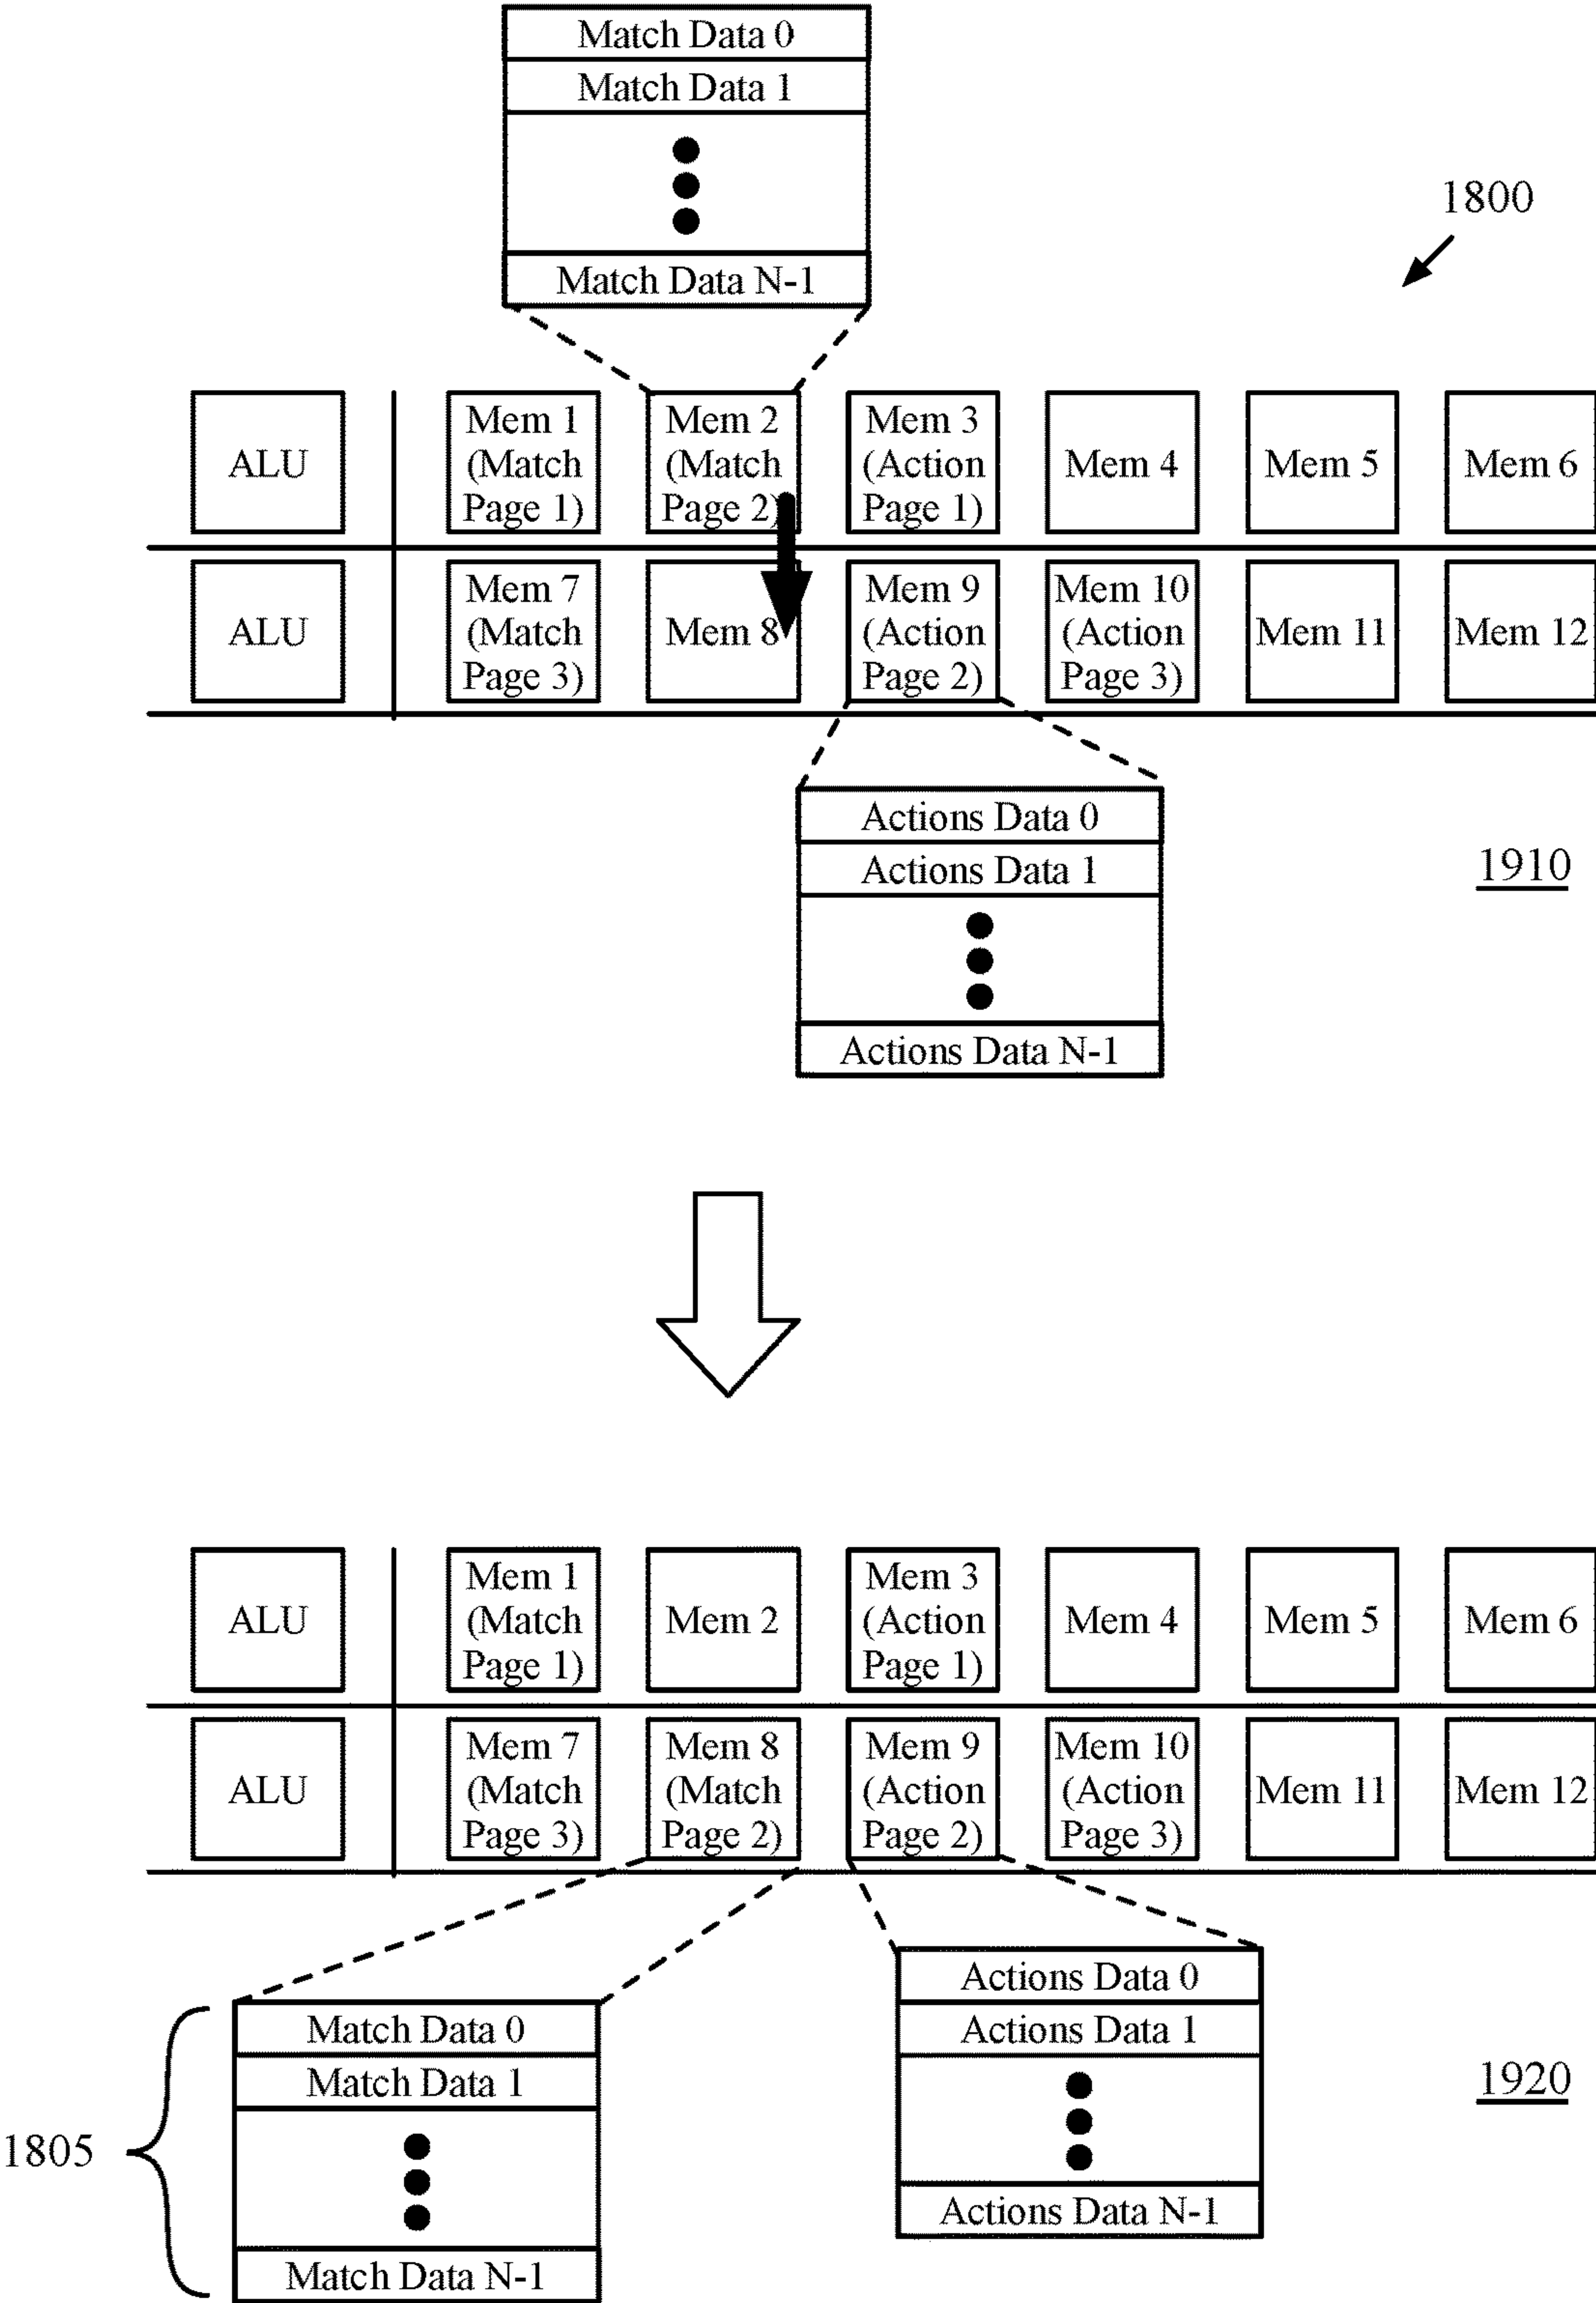 Match Data 0
Match Data 1
Match Data N-1
1800
ALU
Mem 1
(Match
Page 1)
Mem 2
(Match
Page 2)
Mem 3
(Action
Page 1)
Mem 4
Mem 5
Mem 6
ALU
Mem 7
(Match
Page 3)
Mem 8
Mem 9
(Action
Page 2)
Mem 10
(Action
Page 3)
Mem 11
Mem 12
Actions Data 0
Actions Data 1
Actions Data N-1
1910
ALU
Mem 1
(Match
Page 1)
Mem 2
Mem 3
(Action
Page 1)
Mem 4
Mem 5
Mem 6
ALU
Mem 7
(Match
Page 3)
Mem 8
(Match
Page 2)
Mem 9
(Action
Page 2)
Mem 10
(Action
Page 3)
Mem 11
Mem 12
1805
Match Data 0
Match Data 1
Match Data N-1
Actions Data 0
Actions Data 1
Actions Data N-1
1920